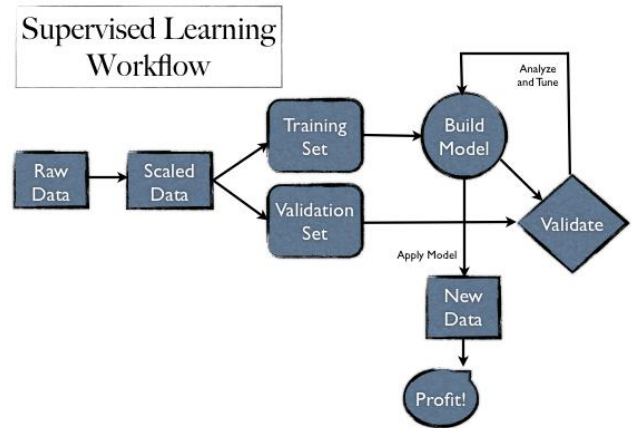 Supervised Learning
Workflow
Analyze
and Tune
Training
Set
Build
Model
Raw
Data
Scaled
Data
Validation
Set
Validate
Apply Model
New
Data
Profit!